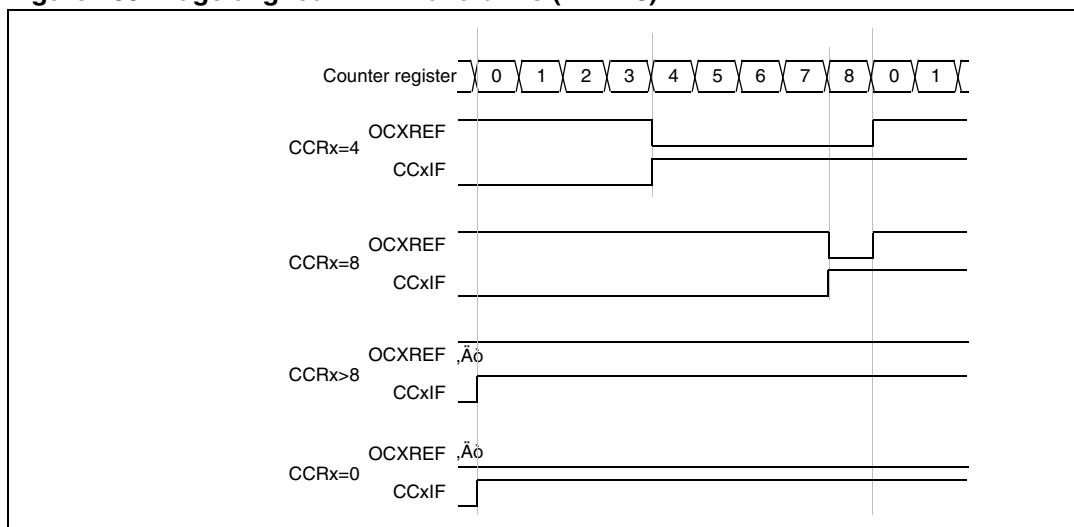 Counter register 0 1 2 3 4 5 6 7 8 0 1
OCXREF
CCRx=4
CCxIF
OCXREF
CCRx=8
CCxIF
OCXREF ‚Äò
CCRx>8
CCxIF
OCXREF ‚Äò
CCRx=0
CCxIF